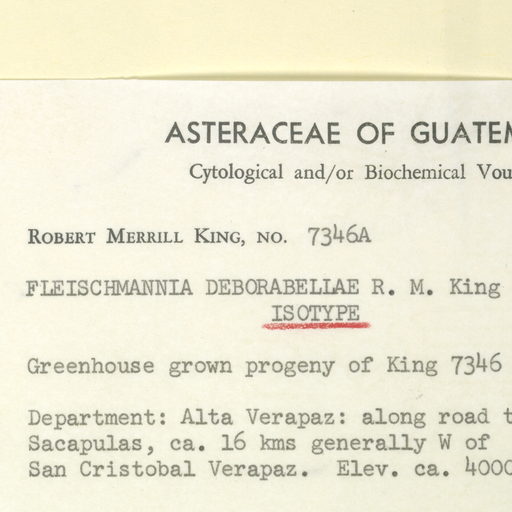 ASTERACEAE OF GUATEM
Cytological and/or Biochemical Vou
ROBERT MERRILL KING, NO. 7346A
FLEISCHMANNIA DEBORABELLAE R. M. King
ISOTYPE
Greenhouse grown progeny of King 7346
Department: Alta Verapaz: along road t
Sacapulas, ca. 16 kms generally W of
San Cristobal Verapaz. Elev. ca. 4000